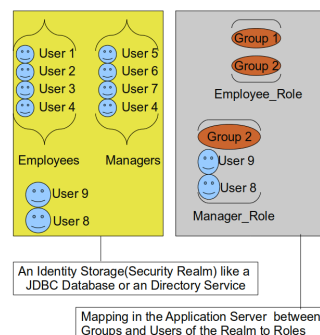 User 1
User 2
User 3
User 4
Employees
User 5
User 6
User 7
User 4
Managers
User 9
User 8
Group 1
Group 2
Employee_Role
Group 2
User 9
User 8
Manager_Role
An Identity Storage(Security Realm) like a
JDBC Database or an Directory Service
Mapping in the Application Server between
Groups and Users of the Realm to Roles